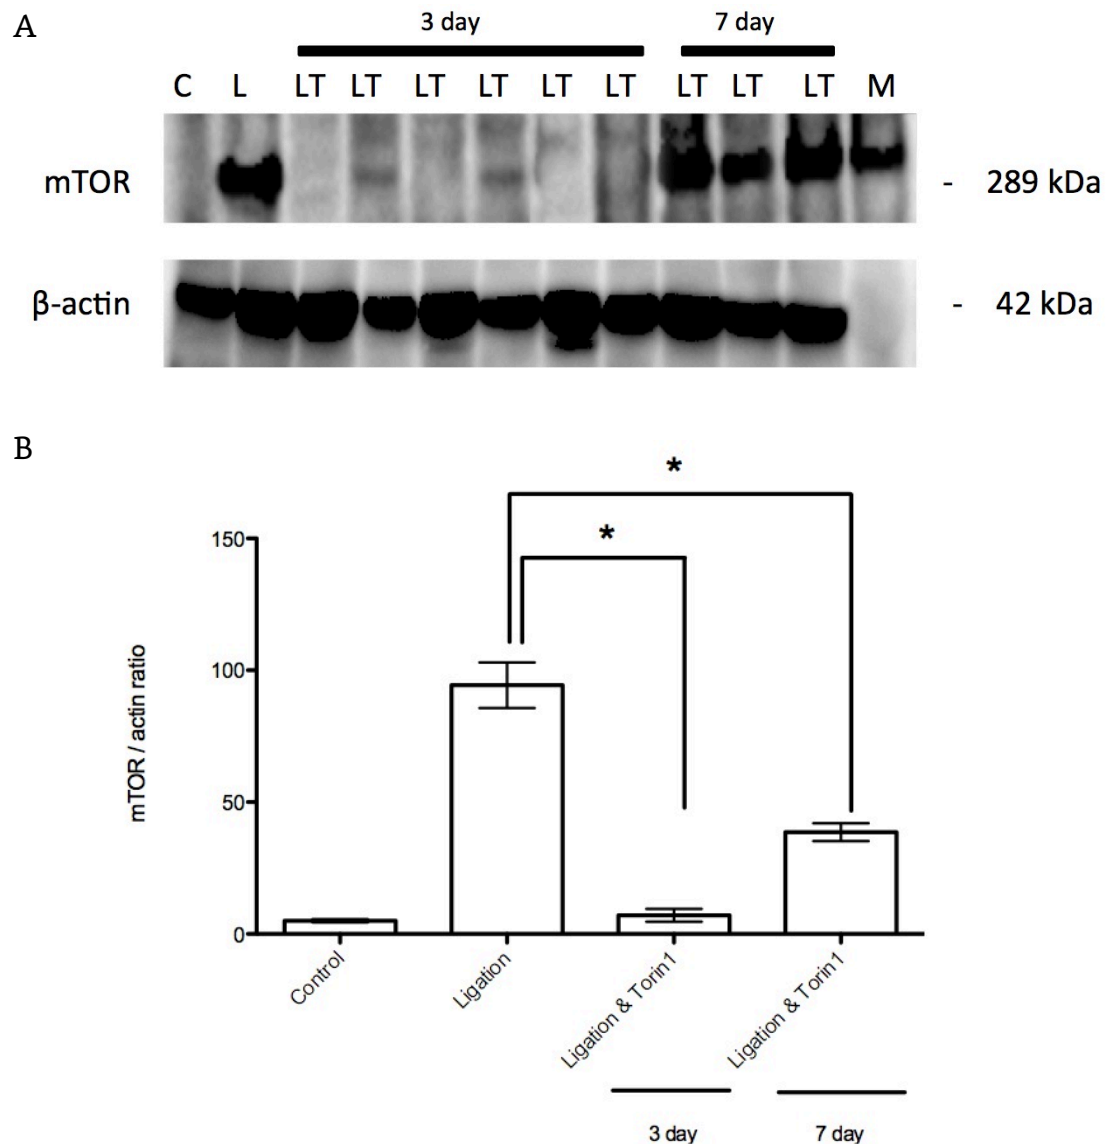 A
3 day 7 day
C L LT LT LT LT LT LT LT LT LT M
mTOR - 289 kDa
β-actin - 42 kDa
B
*
*
150
100
50
0
mTOR / actin ratio
Control
Ligation
Ligation & Torin1
Ligation & Torin1
3 day
7 day